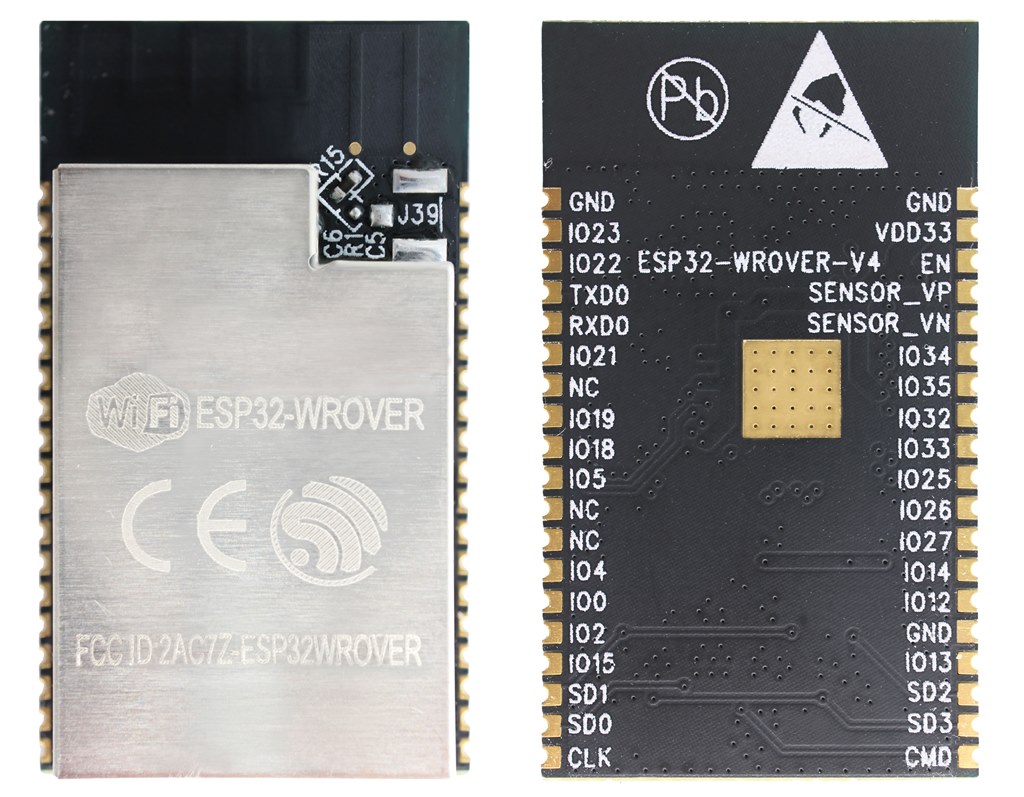 R15
J39
C6
R1
C5
WiFi ESP32-WROVER
CE
FCC ID:2AC7Z-ESP32WROVER
Pb
GND GND
IO23 VDD33
IO22 ESP32-WROVER-V4 EN
TXD0 SENSOR_VP
RXD0 SENSOR_VN
IO21 IO34
NC IO35
IO19 IO32
IO18 IO33
IO5 IO25
NC IO26
NC IO27
IO4 IO14
IO0 IO12
IO2 GND
IO15 IO13
SD1 SD2
SD0 SD3
CLK CMD